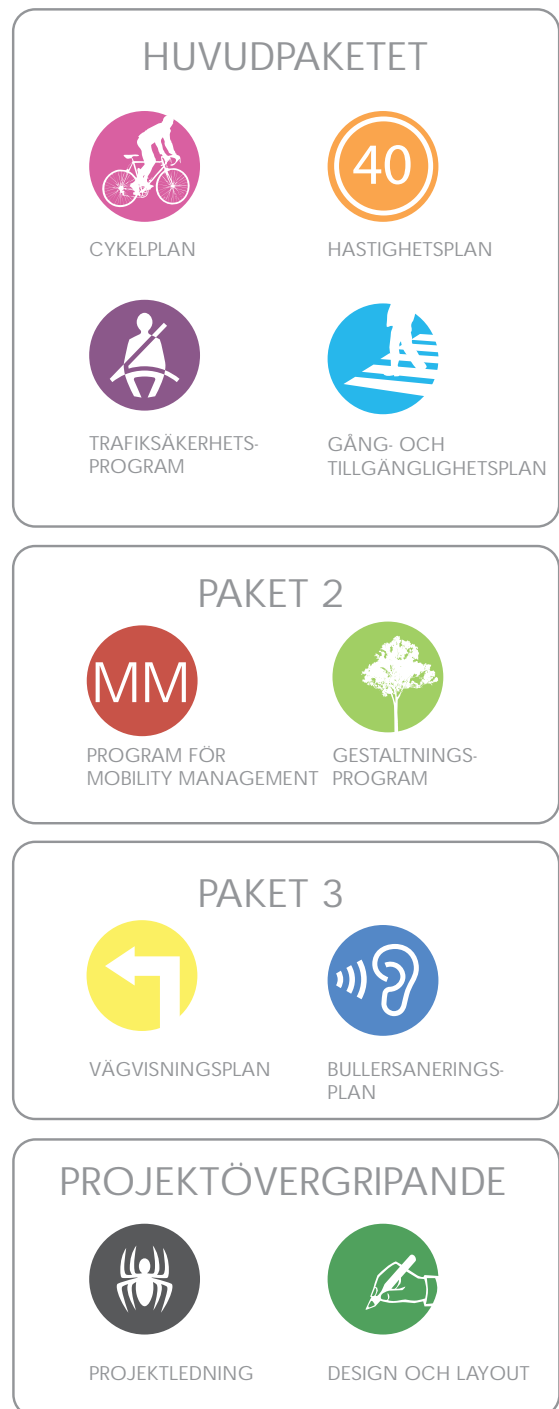 HUVUDPAKETET
40
CYKELPLAN
HASTIGHETSPLAN
TRAFIKSÄKERHETS-
PROGRAM
GÅNG- OCH
TILLGÄNGLIGHETSPLAN
PAKET 2
MM
PROGRAM FÖR
MOBILITY MANAGEMENT
GESTALTNINGS-
PROGRAM
PAKET 3
VÄGVISNINGSPLAN
BULLERSANERINGS-
PLAN
PROJEKTÖVERGRIPANDE
PROJEKTLEDNING
DESIGN OCH LAYOUT